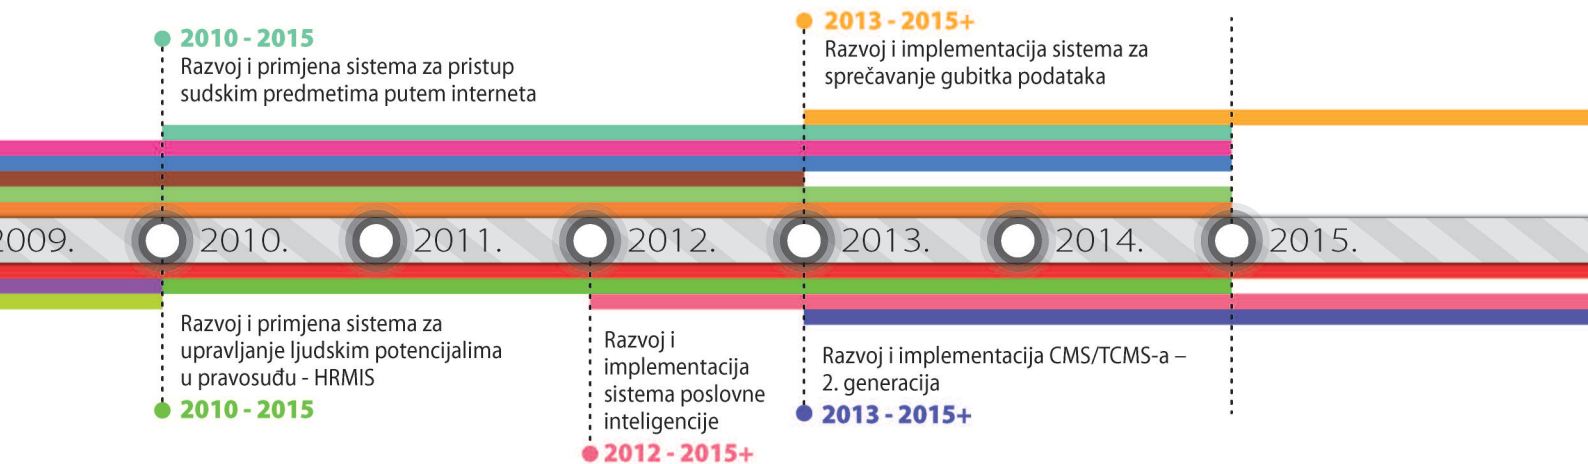 2010 - 2015
Razvoj i primjena sistema za pristup
sudskim predmetima putem interneta
2013 - 2015+
Razvoj i implementacija sistema za
sprečavanje gubitka podataka
2009.
2010.
2011.
2012.
2013.
2014.
2015.
Razvoj i primjena sistema za
upravljanje ljudskim potencijalima
u pravosuđu - HRMIS
2010 - 2015
Razvoj i
implementacija
sistema poslovne
inteligencije
2012 - 2015+
Razvoj i implementacija CMS/TCMS-a –
2. generacija
2013 - 2015+